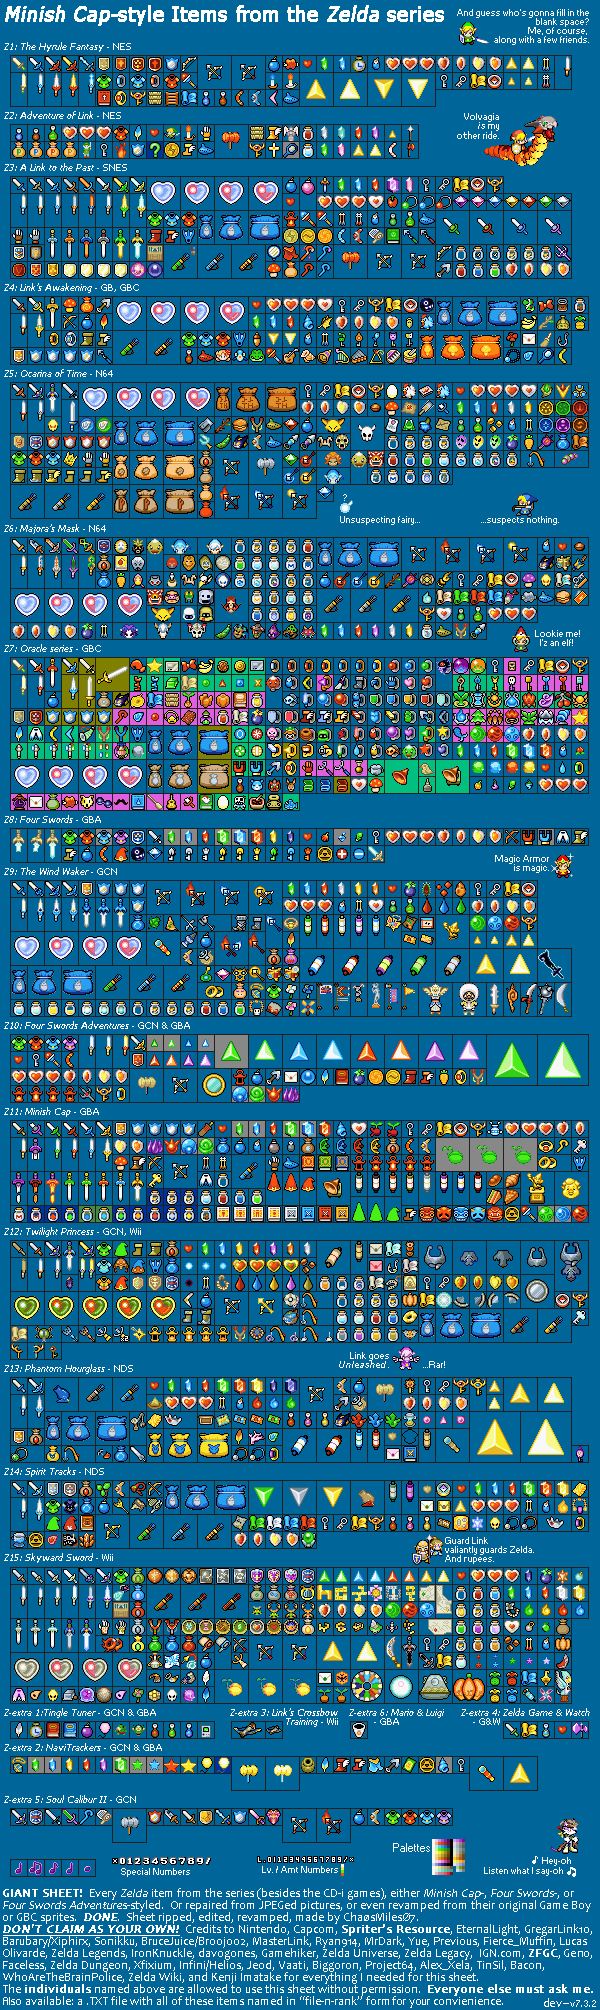 Minish Cap-style Items from the Zelda series
And guess who's gonna fill in the
blank space?
Me, of course,
along with a few friends.
Z1: The Hyrule Fantasy - NES
Z2: Adventure of Link - NES
Volvagia
is my
other ride.
Z3: A Link to the Past - SNES
Z4: Link's Awakening - GB, GBC
Z5: Ocarina of Time - N64
?
Unsuspecting fairy...
...suspects nothing.
Z6: Majora's Mask - N64
Lookie me!
I'z an elf!
Z7: Oracle series - GBC
Z8: Four Swords - GBA
Magic Armor
is magic.
Z9: The Wind Waker - GCN
Z10: Four Swords Adventures - GCN & GBA
Z11: Minish Cap - GBA
Z12: Twilight Princess - GCN, Wii
Link goes
Unleashed.
...Rar!
Z13: Phantom Hourglass - NDS
Z14: Spirit Tracks - NDS
Guard Link
valiantly guards Zelda.
And rupees.
Z15: Skyward Sword - Wii
Z-extra 1: Tingle Tuner - GCN & GBA
Z-extra 3: Link's Crossbow
Training - Wii
Z-extra 6: Mario & Luigi
- GBA
Z-extra 4: Zelda Game & Watch
- G&W
Z-extra 2: NaviTrackers - GCN & GBA
Z-extra 5: Soul Calibur II - GCN
×0123456789/
Special Numbers
Lv. / Amt Numbers
Palettes
♪ Hey-oh
Listen what I say-oh ♫
GIANT SHEET! Every Zelda item from the series (besides the CD-i games), either Minish Cap-, Four Swords-, or
Four Swords Adventures-styled. Or repaired from JPEGed pictures, or even revamped from their original Game Boy
or GBC sprites. DONE. Sheet ripped, edited, revamped, made by ChaosMiles07.
DON'T CLAIM AS YOUR OWN! Credits to Nintendo, Capcom, Spriter's Resource, EternalLight, GregarLink10,
Barubary/Xiphirx, Sonikku, BruceJuice/Brooj002, MasterLink, Ryan914, MrDark, Yue, Previous, Fierce_Muffin, Lucas
Olivarde, Zelda Legends, IronKnuckle, davogones, Gamehiker, Zelda Universe, Zelda Legacy, IGN.com, ZFGC, Geno,
Faceless, Zelda Dungeon, Xfixium, Infini/Helios, Jeod, Vaati, Biggoron, Project64, Alex_Xela, TinSil, Bacon,
WhoAreTheBrainPolice, Zelda Wiki, and Kenji Imatake for everything I needed for this sheet.
The individuals named above are allowed to use this sheet without permission. Everyone else must ask me.
Also available: a .TXT file with all of these items named in "file-n-rank" form for your convenience.
dev-v7.3.2